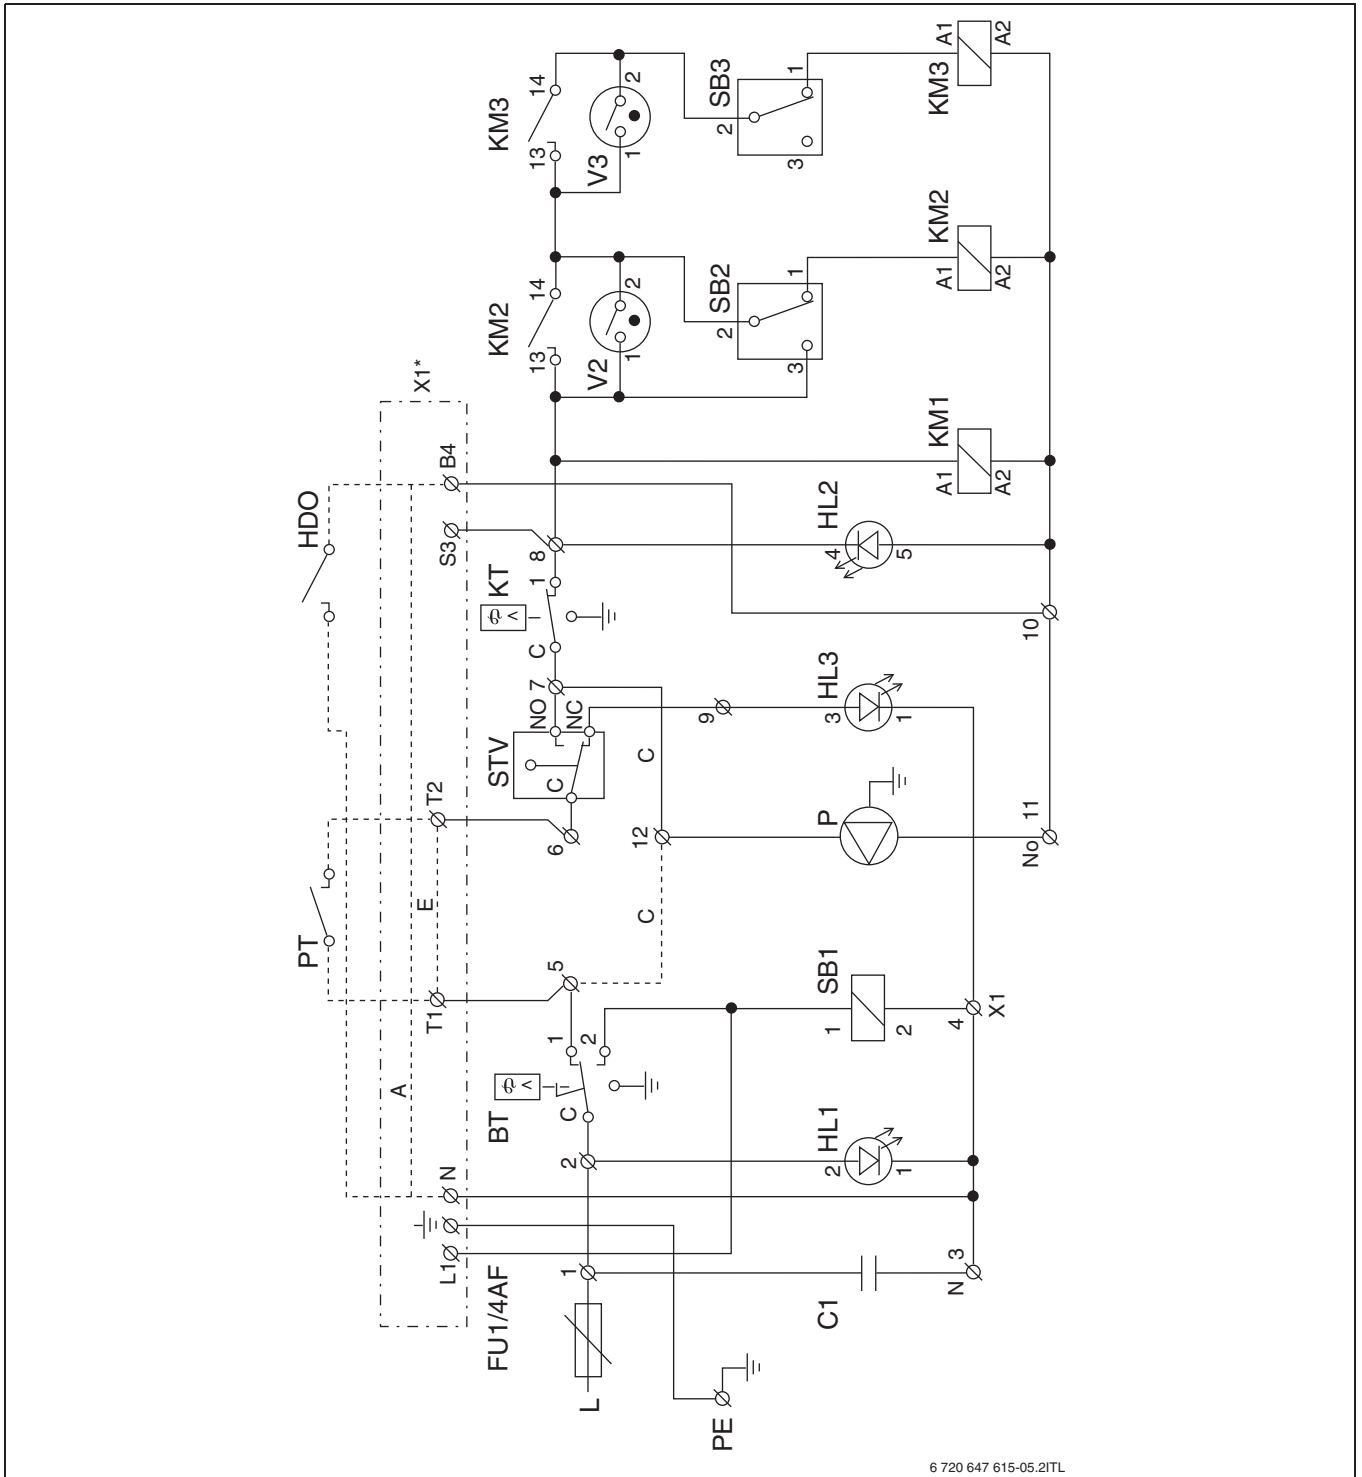 KM3
13
14
V3
1
2
SB3
2
1
3
KM3
A1
A2
KM2
13
14
V2
1
2
SB2
2
1
3
KM2
A1
A2
X1*
HDO
B4
S3
8
KT
1
C
ϑ <
KM1
A1
A2
HL2
4
5
10
7
NO
NC
STV
C
C
9
HL3
3
1
T2
6
12
P
No
11
PT
E
T1
5
C
SB1
1
2
4
X1
A
BT
1
2
C
ϑ <
HL1
2
1
2
N
L1
FU1/4AF
1
C1
N
3
L
PE
6 720 647 615-05.2ITL